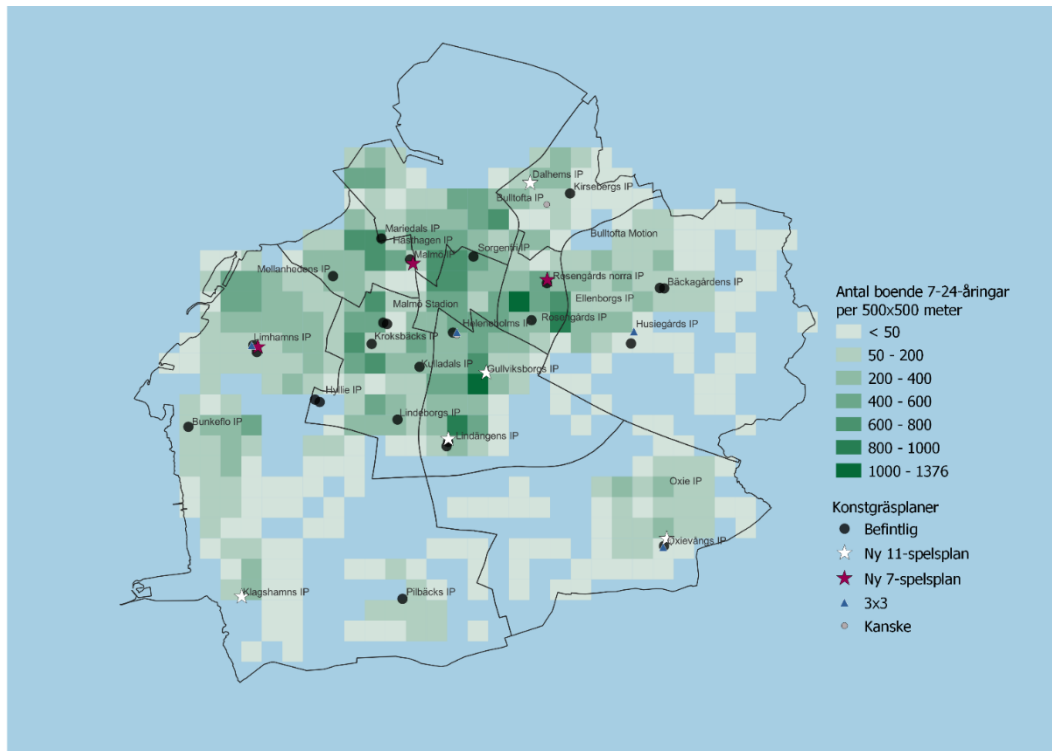 Dalhems IP
Kirsebergs IP
Bulltofta IP
Bulltofta Motion
Mariedals IP
Hästhagen IP
Malmö IP
Sorgenfri IP
Mellanhedens IP
Rosengårds norra IP
Bäckagårdens IP
Ellenborgs IP
Malmö Stadion
Rosengårds IP
Heleneholms IP
Husiegårds IP
Kroksbäcks IP
Limhamns IP
Kulladals IP
Gullviksborgs IP
Hyllie IP
Lindeborgs IP
Bunkeflo IP
Lindängens IP
Oxie IP
Oxievångs IP
Klagshamns IP
Pilbäcks IP
Antal boende 7-24-åringar
per 500x500 meter
< 50
50 - 200
200 - 400
400 - 600
600 - 800
800 - 1000
1000 - 1376
Konstgräsplaner
Befintlig
Ny 11-spelsplan
Ny 7-spelsplan
3x3
Kanske